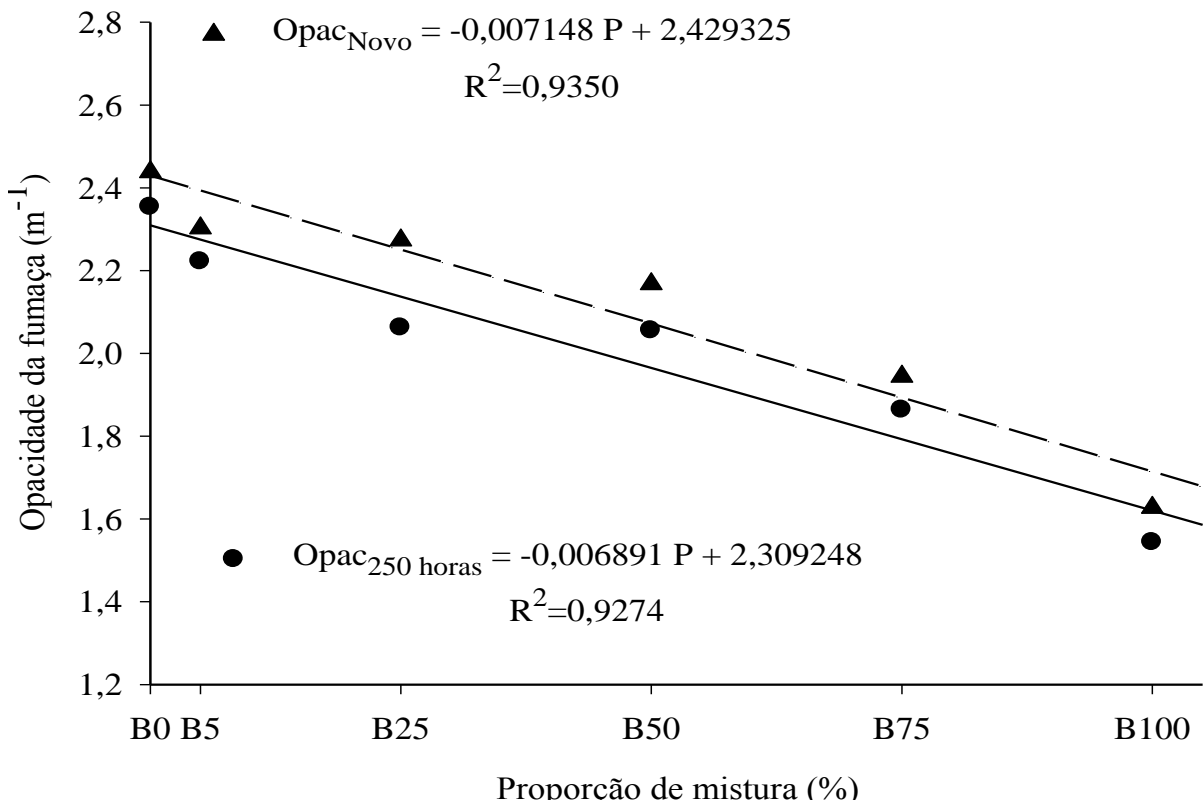 2,8
Opac_Novo = -0,007148 P + 2,429325
R²=0,9350
2,6
2,4
2,2
2,0
1,8
1,6
1,4
1,2
Opacidade da fumaça (m⁻¹)
Opac_250 horas = -0,006891 P + 2,309248
R²=0,9274
B0 B5 B25 B50 B75 B100
Proporção de mistura (%)